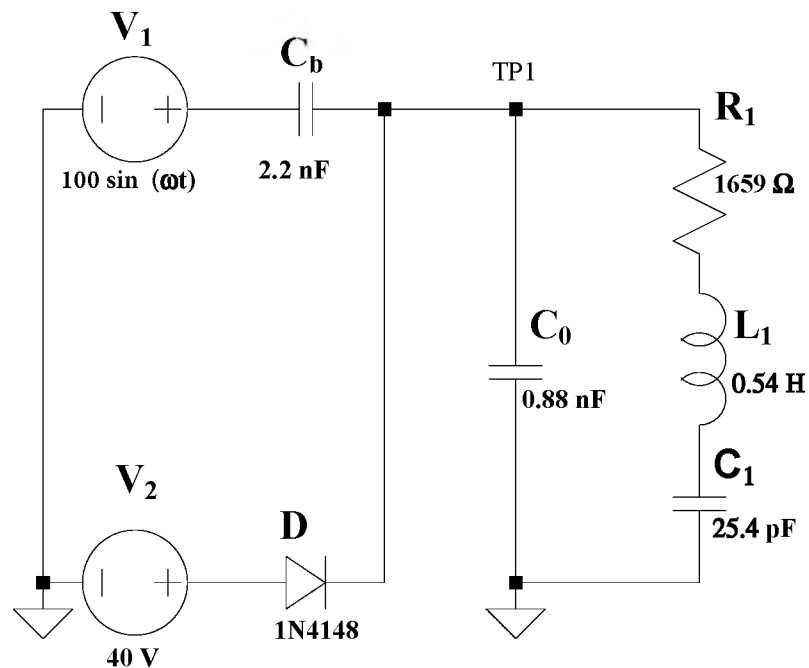 V₁
C_b
TP1
R₁
100 sin (ωt)
2.2 nF
1659 Ω
C₀
L₁
0.88 nF
0.54 H
V₂
D
C₁
25.4 pF
1N4148
40 V